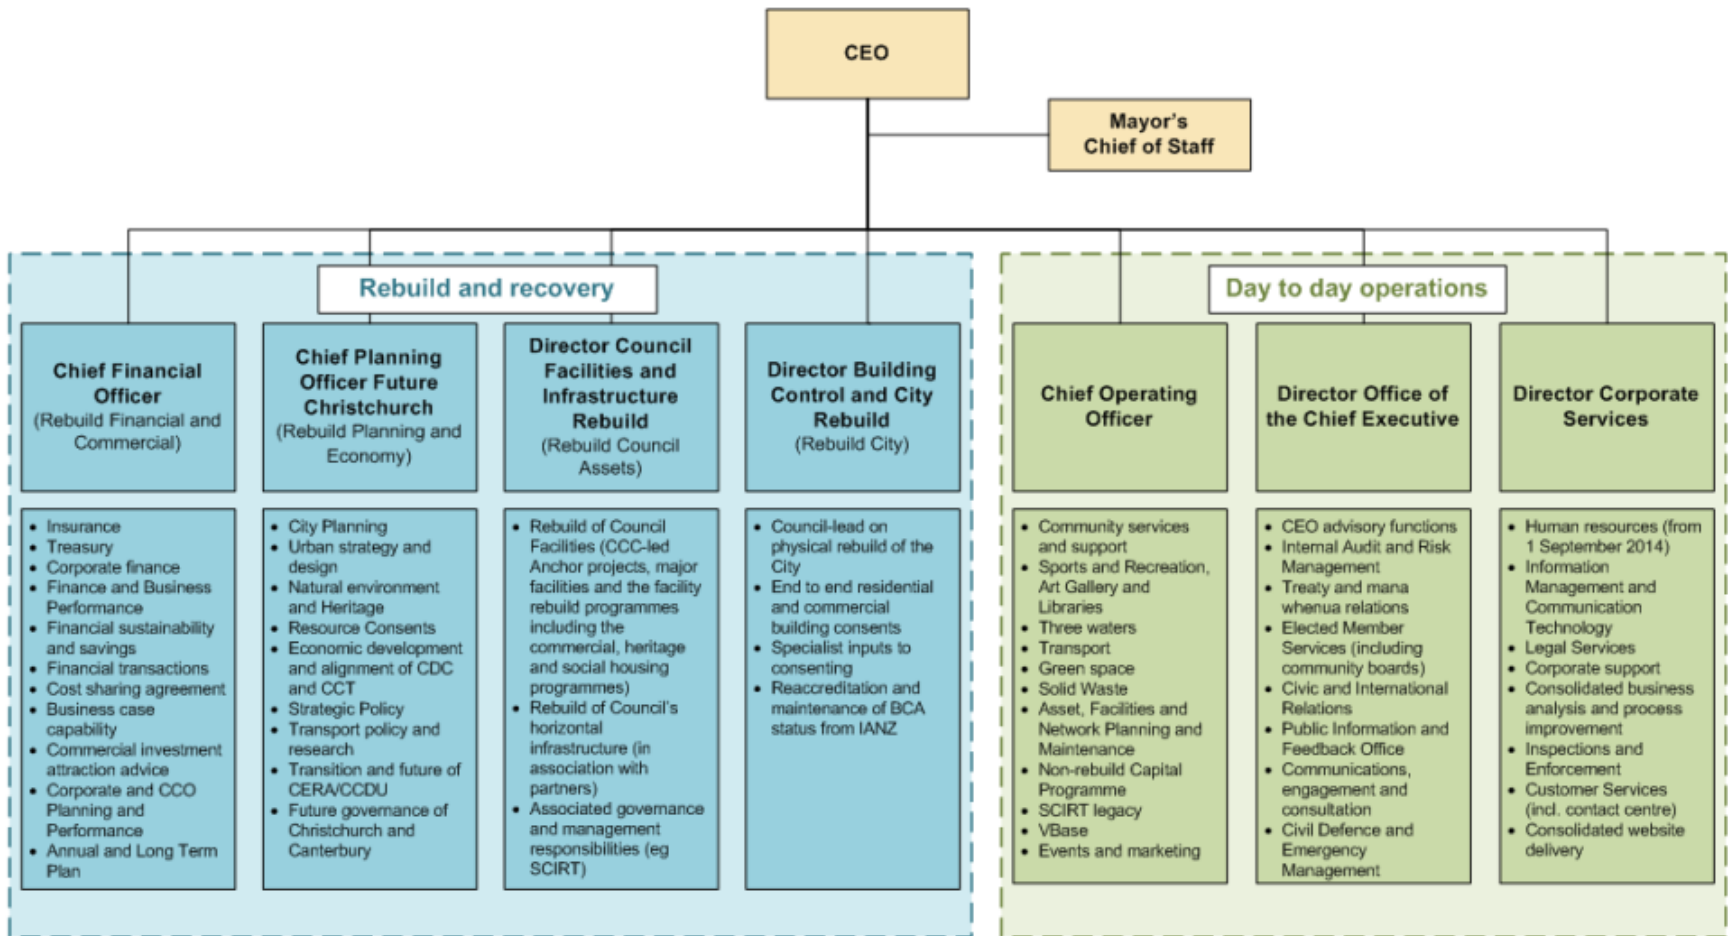 CEO
Mayor's
Chief of Staff
Rebuild and recovery
Day to day operations
Chief Financial
Officer
(Rebuild Financial and
Commercial)
Chief Planning
Officer Future
Christchurch
(Rebuild Planning and
Economy)
Director Council
Facilities and
Infrastructure
Rebuild
(Rebuild Council
Assets)
Director Building
Control and City
Rebuild
(Rebuild City)
Chief Operating
Officer
Director Office of
the Chief Executive
Director Corporate
Services
• Insurance
• Treasury
• Corporate finance
• Finance and Business
Performance
• Financial sustainability
and savings
• Financial transactions
• Cost sharing agreement
• Business case
capability
• Commercial investment
attraction advice
• Corporate and CCO
Planning and
Performance
• Annual and Long Term
Plan
• City Planning
• Urban strategy and
design
• Natural environment
and Heritage
• Resource Consents
• Economic development
and alignment of CDC
and CCT
• Strategic Policy
• Transport policy and
research
• Transition and future of
CERA/CCDU
• Future governance of
Christchurch and
Canterbury
• Rebuild of Council
Facilities (CCC-led
Anchor projects, major
facilities and the facility
rebuild programmes
including the
commercial, heritage
and social housing
programmes)
• Rebuild of Council's
horizontal
infrastructure (in
association with
partners)
• Associated governance
and management
responsibilities (eg
SCIRT)
• Council-lead on
physical rebuild of the
City
• End to end residential
and commercial
building consents
• Specialist inputs to
consenting
• Reaccreditation and
maintenance of BCA
status from IANZ
• Community services
and support
• Sports and Recreation,
Art Gallery and
Libraries
• Three waters
• Transport
• Green space
• Solid Waste
• Asset, Facilities and
Network Planning and
Maintenance
• Non-rebuild Capital
Programme
• SCIRT legacy
• VBase
• Events and marketing
• CEO advisory functions
• Internal Audit and Risk
Management
• Treaty and mana
whenua relations
• Elected Member
Services (including
community boards)
• Civic and International
Relations
• Public Information and
Feedback Office
• Communications,
engagement and
consultation
• Civil Defence and
Emergency
Management
• Human resources (from
1 September 2014)
• Information
Management and
Communication
Technology
• Legal Services
• Corporate support
• Consolidated business
analysis and process
improvement
• Inspections and
Enforcement
• Customer Services
(incl. contact centre)
• Consolidated website
delivery